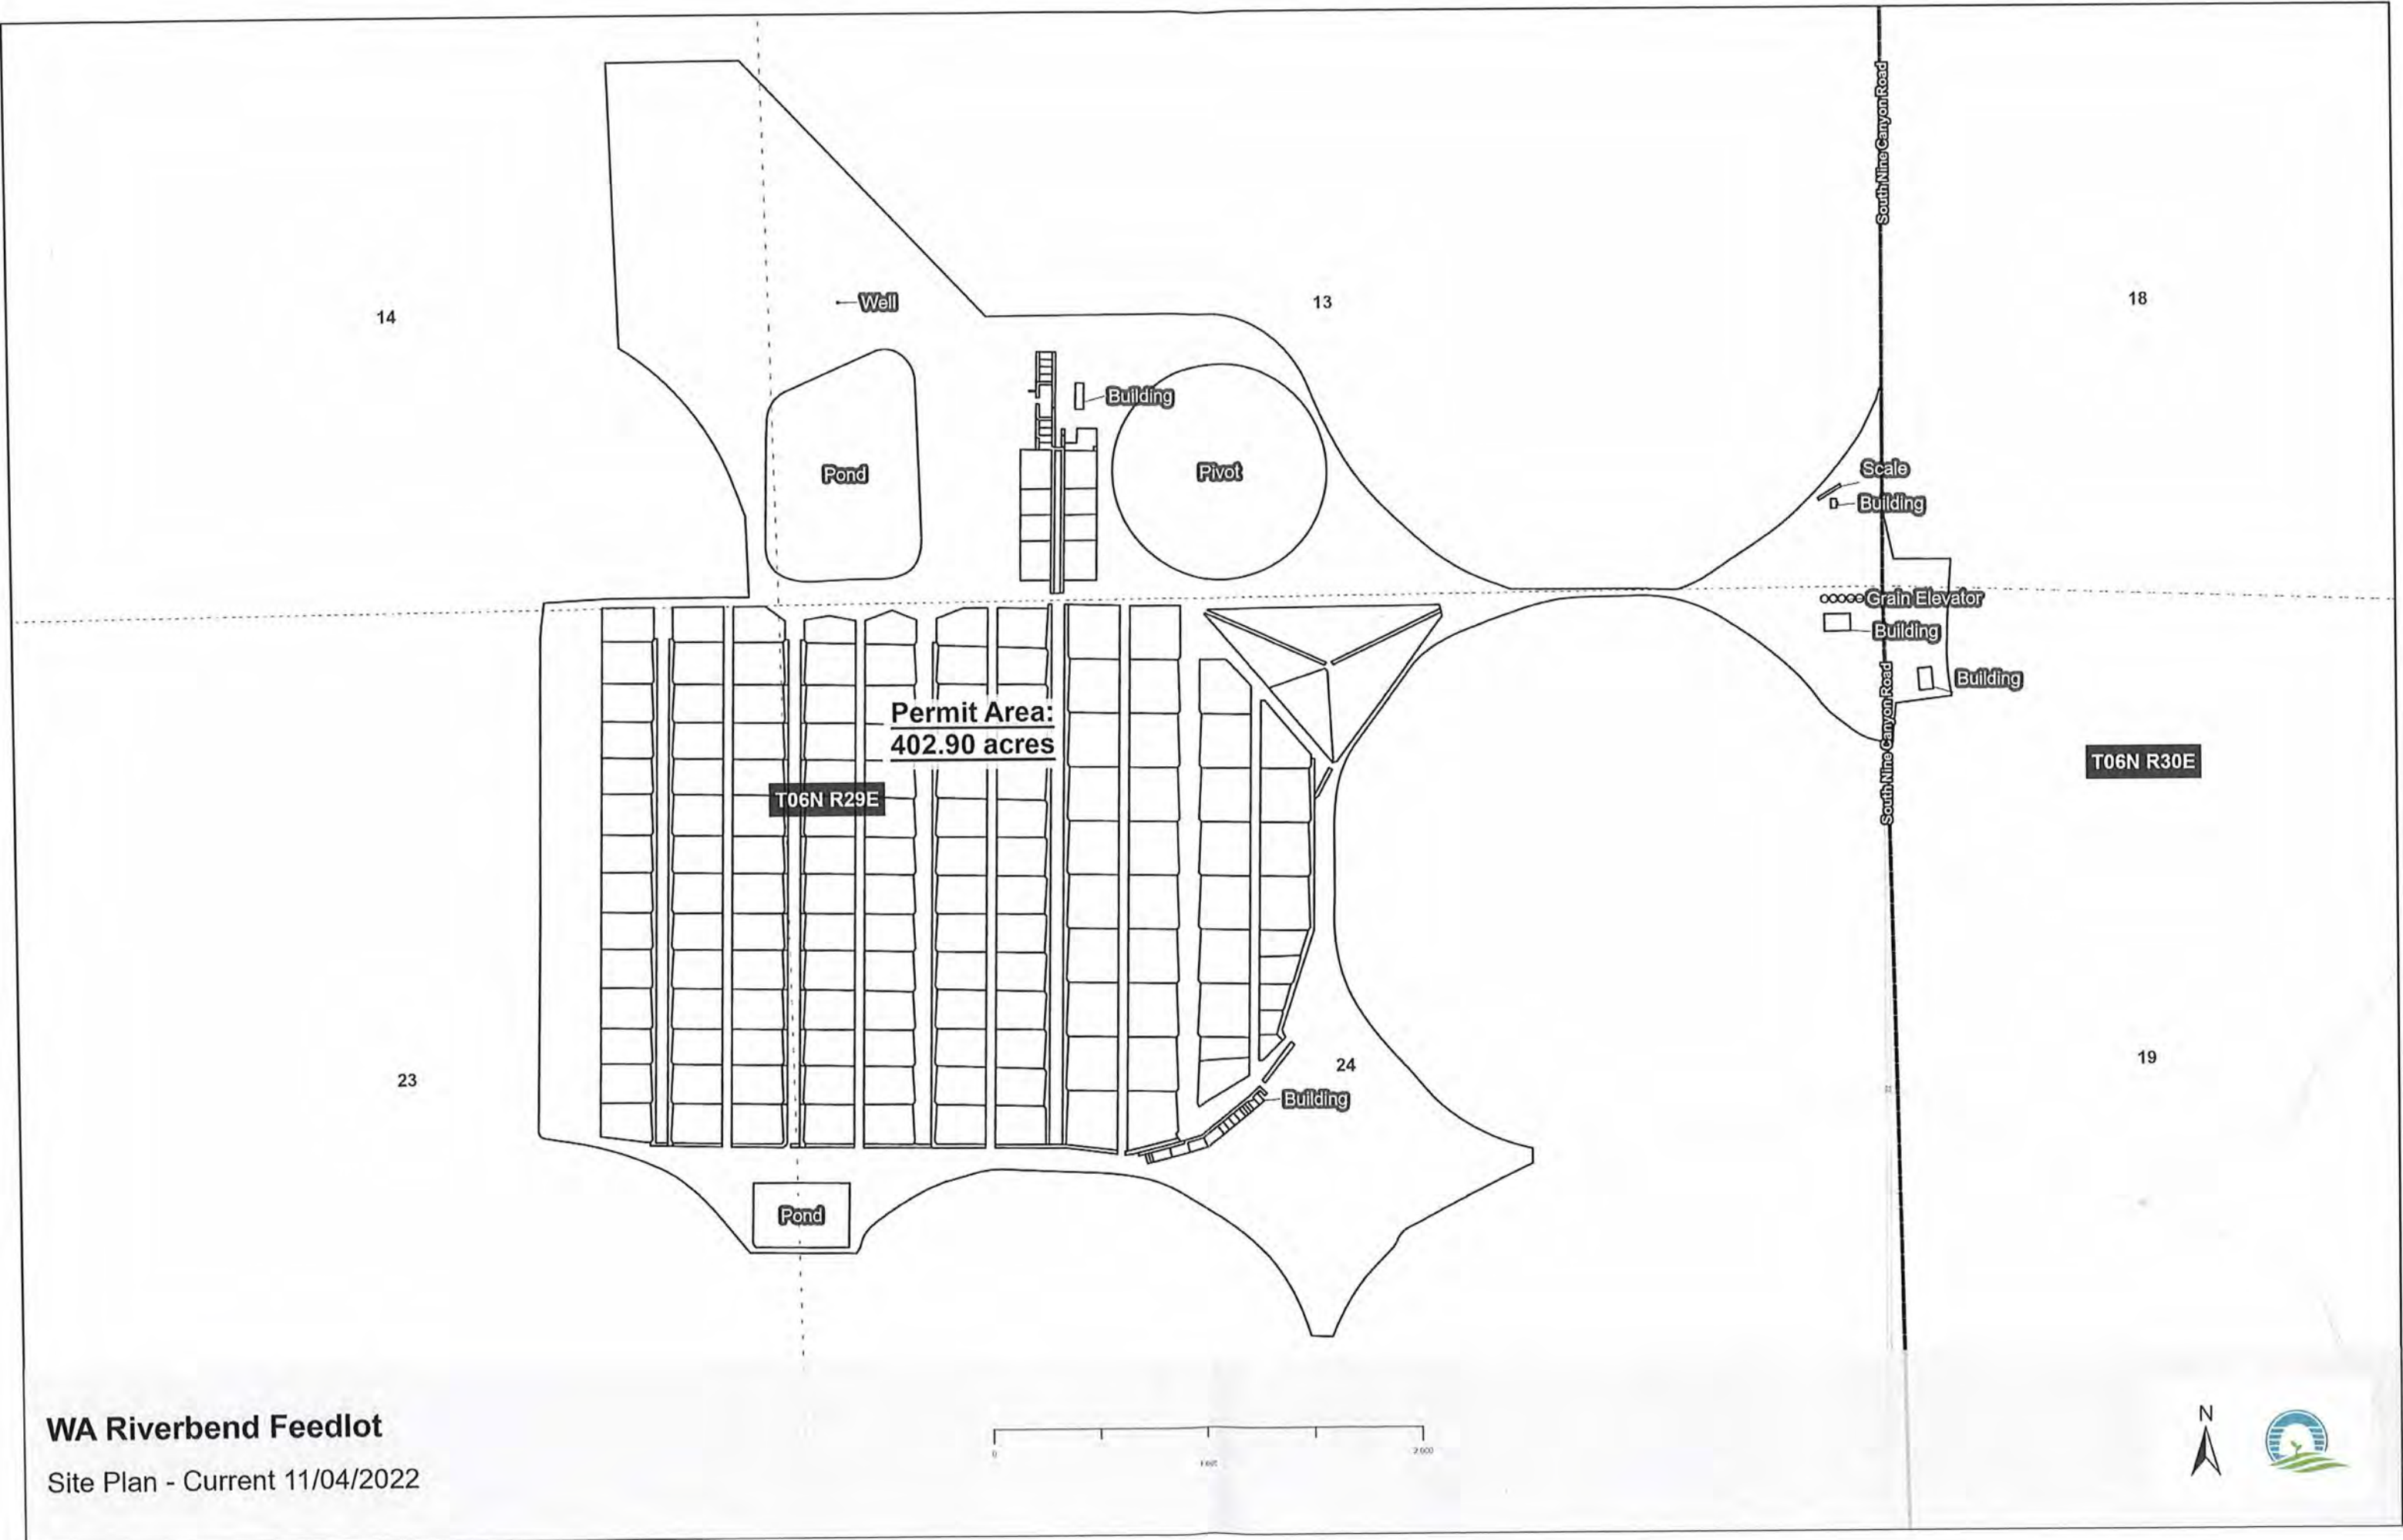 South Nine Canyon Road
14
Well
13
18
Building
Pond
Pivot
Scale
Building
Grain Elevator
Building
Building
Permit Area:
402.90 acres
T06N R29E
South Nine Canyon Road
T06N R30E
23
24
19
Building
Pond
WA Riverbend Feedlot
Site Plan - Current 11/04/2022
0
2,000
Feet
N